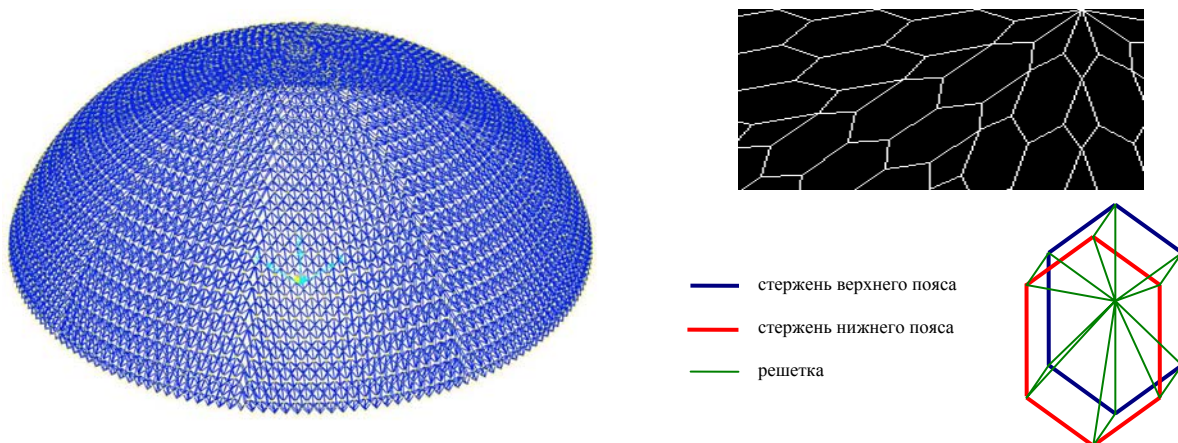 стержень верхнего пояса
стержень нижнего пояса
решетка